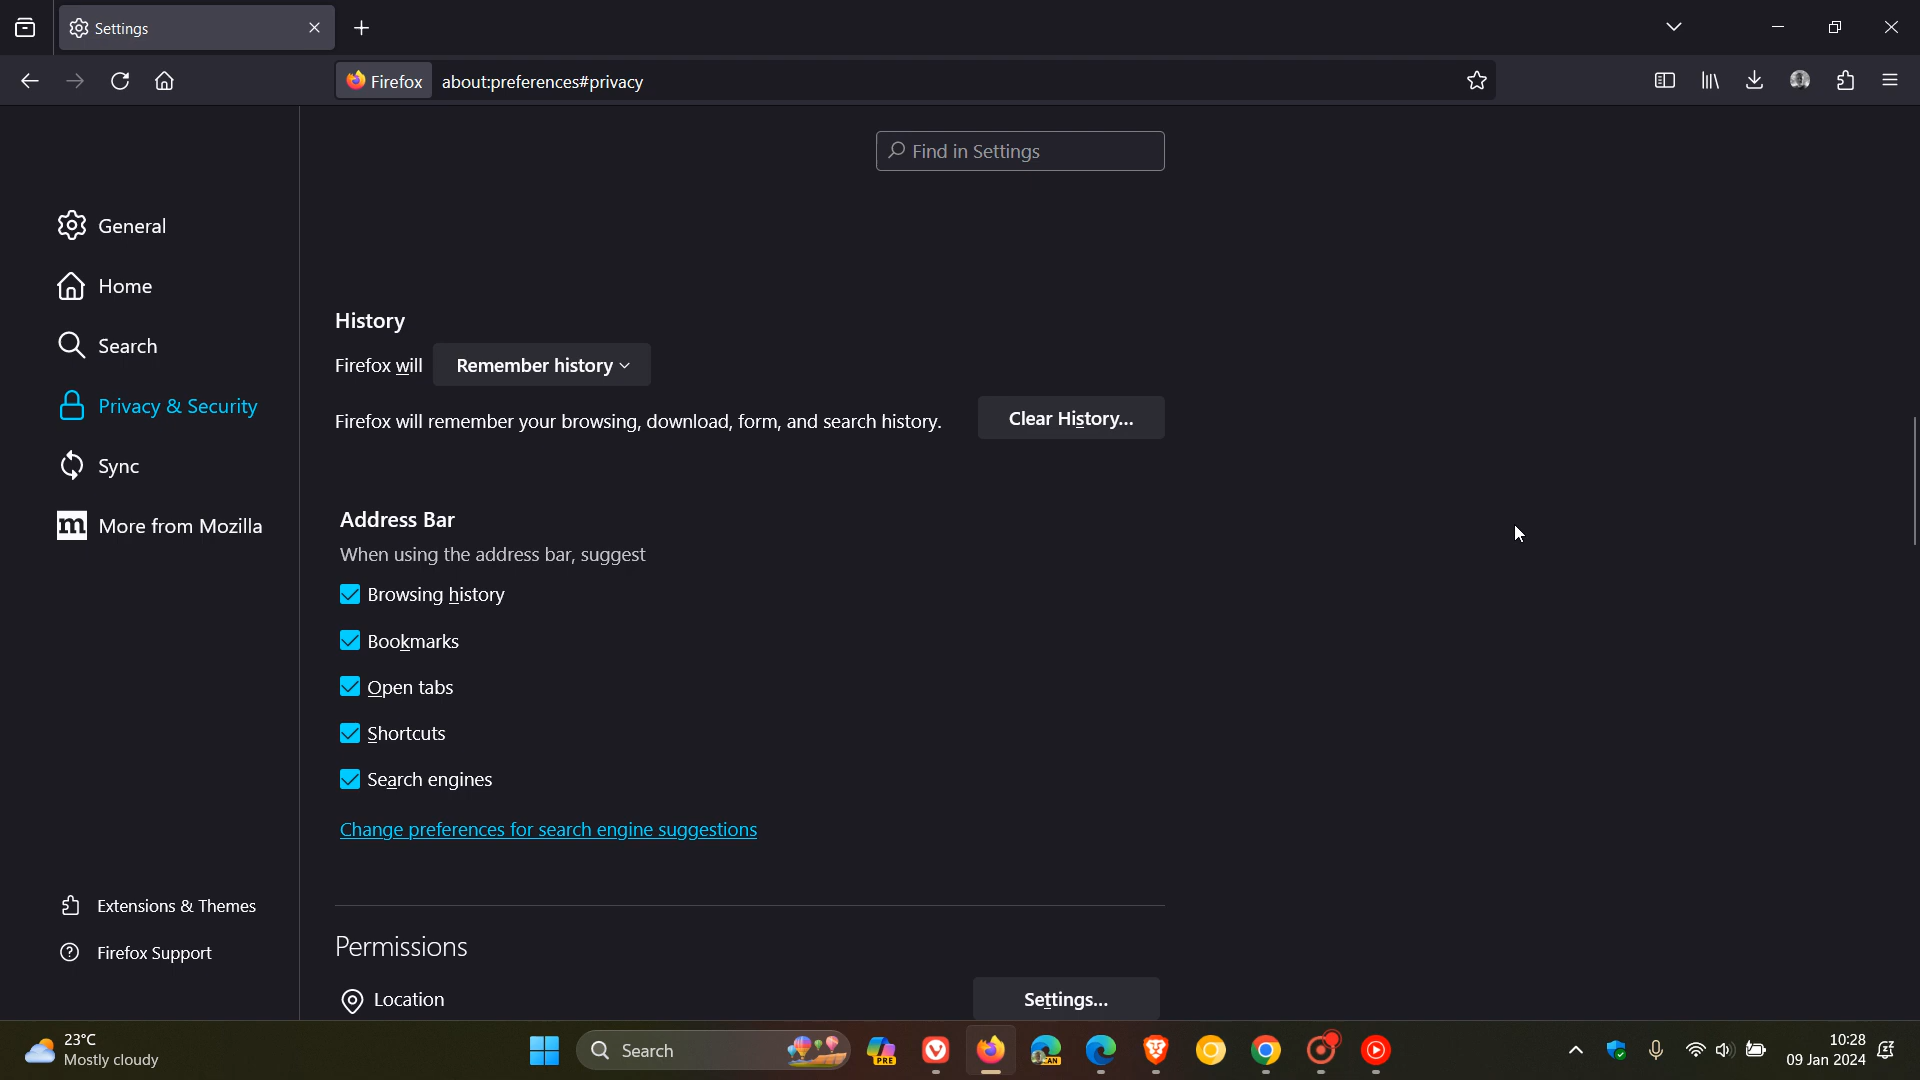 Settings
Firefox about:preferences#privacy
Find in Settings
General
Home
Search
Privacy & Security
Sync
More from Mozilla
Extensions & Themes
Firefox Support
History
Firefox will Remember history
Firefox will remember your browsing, download, form, and search history. Clear History...
Address Bar
When using the address bar, suggest
Browsing history
Bookmarks
Open tabs
Shortcuts
Search engines
Change preferences for search engine suggestions
Permissions
Location Settings...
23°C
Mostly cloudy
Search
PRE
CAN
10:28
09 Jan 2024